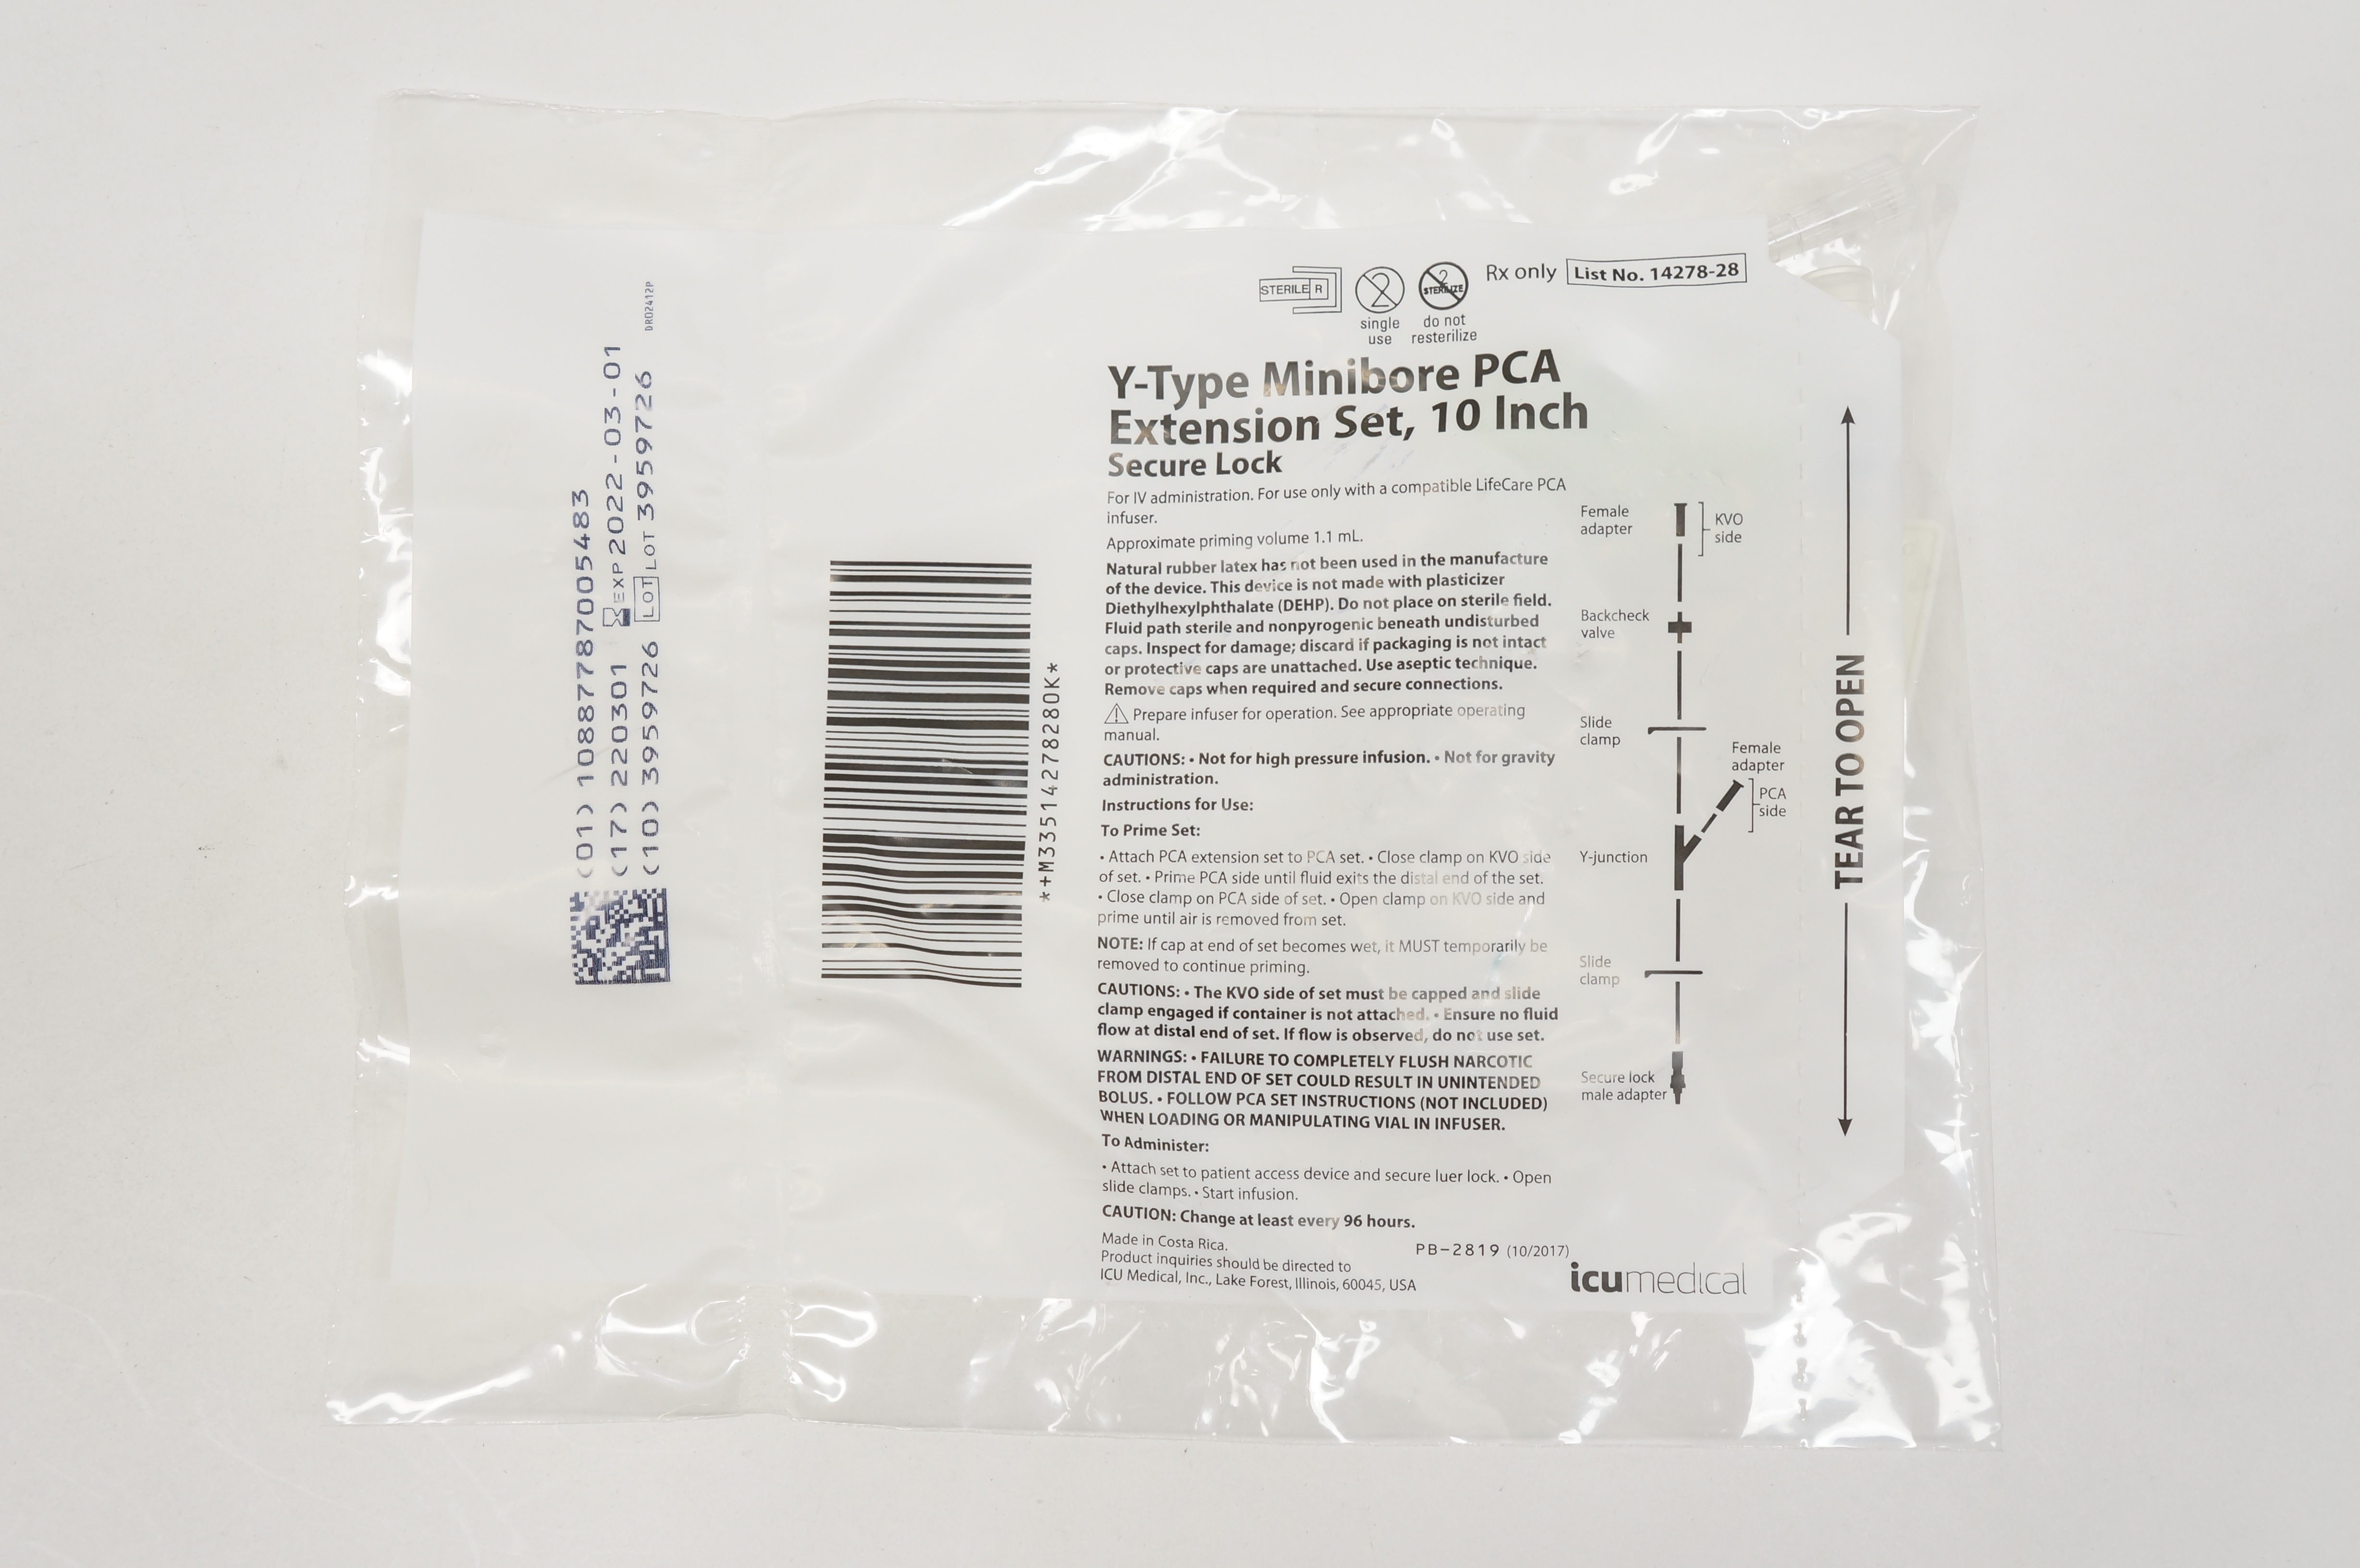 (01) 10887787005483
(17) 220301 EXP 2022-03-01
(10) 3959726 LOT LOT 3959726
DR02412P
*+M335142782280K*
STERILE R
single use
2 STERILIZE
do not resterilize
Rx only
List No. 14278-28
Y-Type Minibore PCA
Extension Set, 10 Inch
Secure Lock
For IV administration. For use only with a compatible LifeCare PCA
infuser.
Approximate priming volume 1.1 mL.
Natural rubber latex has not been used in the manufacture
of the device. This device is not made with plasticizer
Diethylhexylphthalate (DEHP). Do not place on sterile field.
Fluid path sterile and nonpyrogenic beneath undisturbed
caps. Inspect for damage; discard if packaging is not intact
or protective caps are unattached. Use aseptic technique.
Remove caps when required and secure connections.
Prepare infuser for operation. See appropriate operating
manual.
CAUTIONS: • Not for high pressure infusion. • Not for gravity
administration.
Instructions for Use:
To Prime Set:
• Attach PCA extension set to PCA set. • Close clamp on KVO side
of set. • Prime PCA side until fluid exits the distal end of the set.
• Close clamp on PCA side of set. • Open clamp on KVO side and
prime until air is removed from set.
NOTE: If cap at end of set becomes wet, it MUST temporarily be
removed to continue priming.
CAUTIONS: • The KVO side of set must be capped and slide
clamp engaged if container is not attached. • Ensure no fluid
flow at distal end of set. If flow is observed, do not use set.
WARNINGS: • FAILURE TO COMPLETELY FLUSH NARCOTIC
FROM DISTAL END OF SET COULD RESULT IN UNINTENDED
BOLUS. • FOLLOW PCA SET INSTRUCTIONS (NOT INCLUDED)
WHEN LOADING OR MANIPULATING VIAL IN INFUSER.
To Administer:
• Attach set to patient access device and secure luer lock. • Open
slide clamps. • Start infusion.
CAUTION: Change at least every 96 hours.
Made in Costa Rica.
Product inquiries should be directed to
ICU Medical, Inc., Lake Forest, Illinois, 60045, USA
PB-2819 (10/2017)
icumedical
Female
adapter
KVO
side
Backcheck
valve
Slide
clamp
Female
adapter
PCA
side
Y-junction
Slide
clamp
Secure lock
male adapter
TEAR TO OPEN